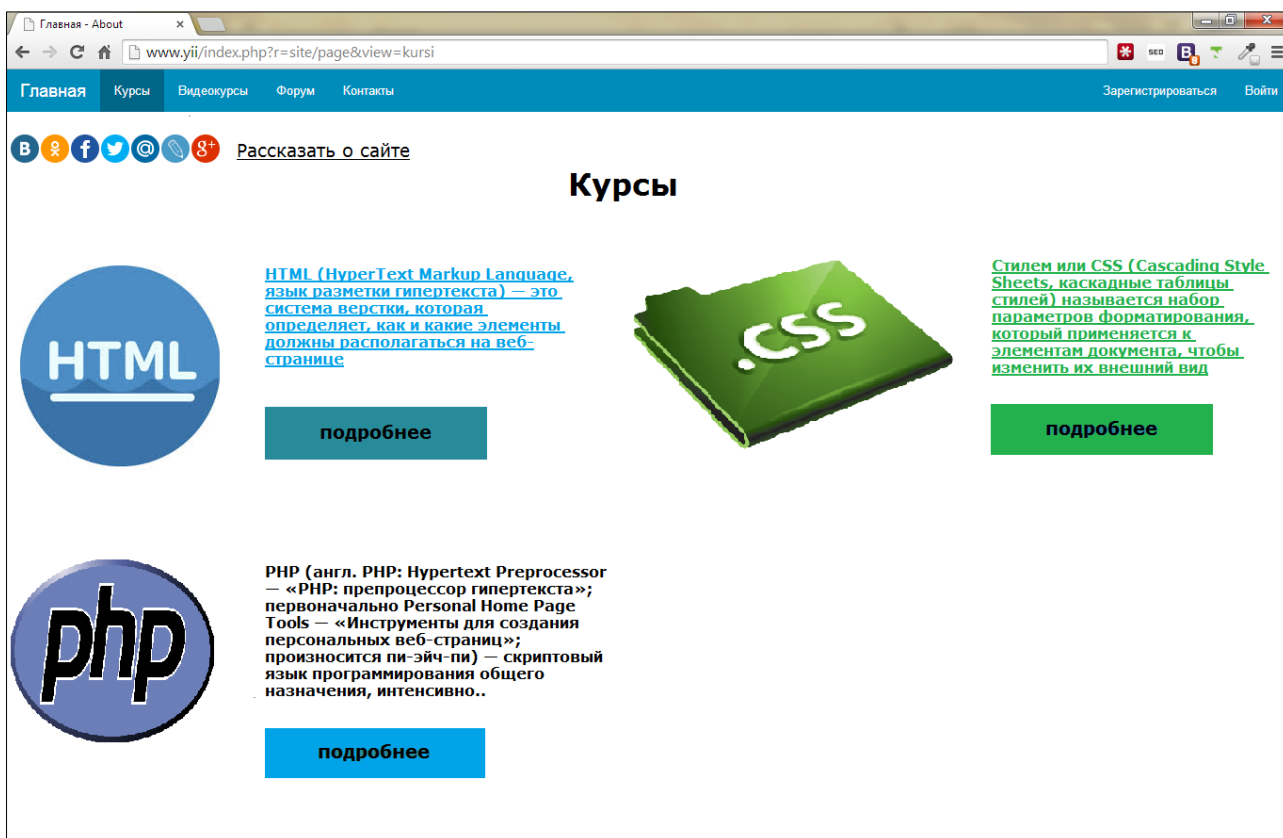 Главная - About
www.yii/index.php?r=site/page&view=kursi
SEO
B
8
Главная Курсы Видеокурсы Форум Контакты Зарегистрироваться Войти
B f @ g+ Рассказать о сайте
Курсы
HTML
HTML (HyperText Markup Language,
язык разметки гипертекста) — это
система верстки, которая
определяет, как и какие элементы
должны располагаться на веб-
странице
подробнее
.CSS
Стилем или CSS (Cascading Style
Sheets, каскадные таблицы
стилей) называется набор
параметров форматирования,
который применяется к
элементам документа, чтобы
изменить их внешний вид
подробнее
php
PHP (англ. PHP: Hypertext Preprocessor
— «PHP: препроцессор гипертекста»;
первоначально Personal Home Page
Tools — «Инструменты для создания
персональных веб-страниц»;
произносится пи-эйч-пи) — скриптовый
язык программирования общего
назначения, интенсивно..
подробнее